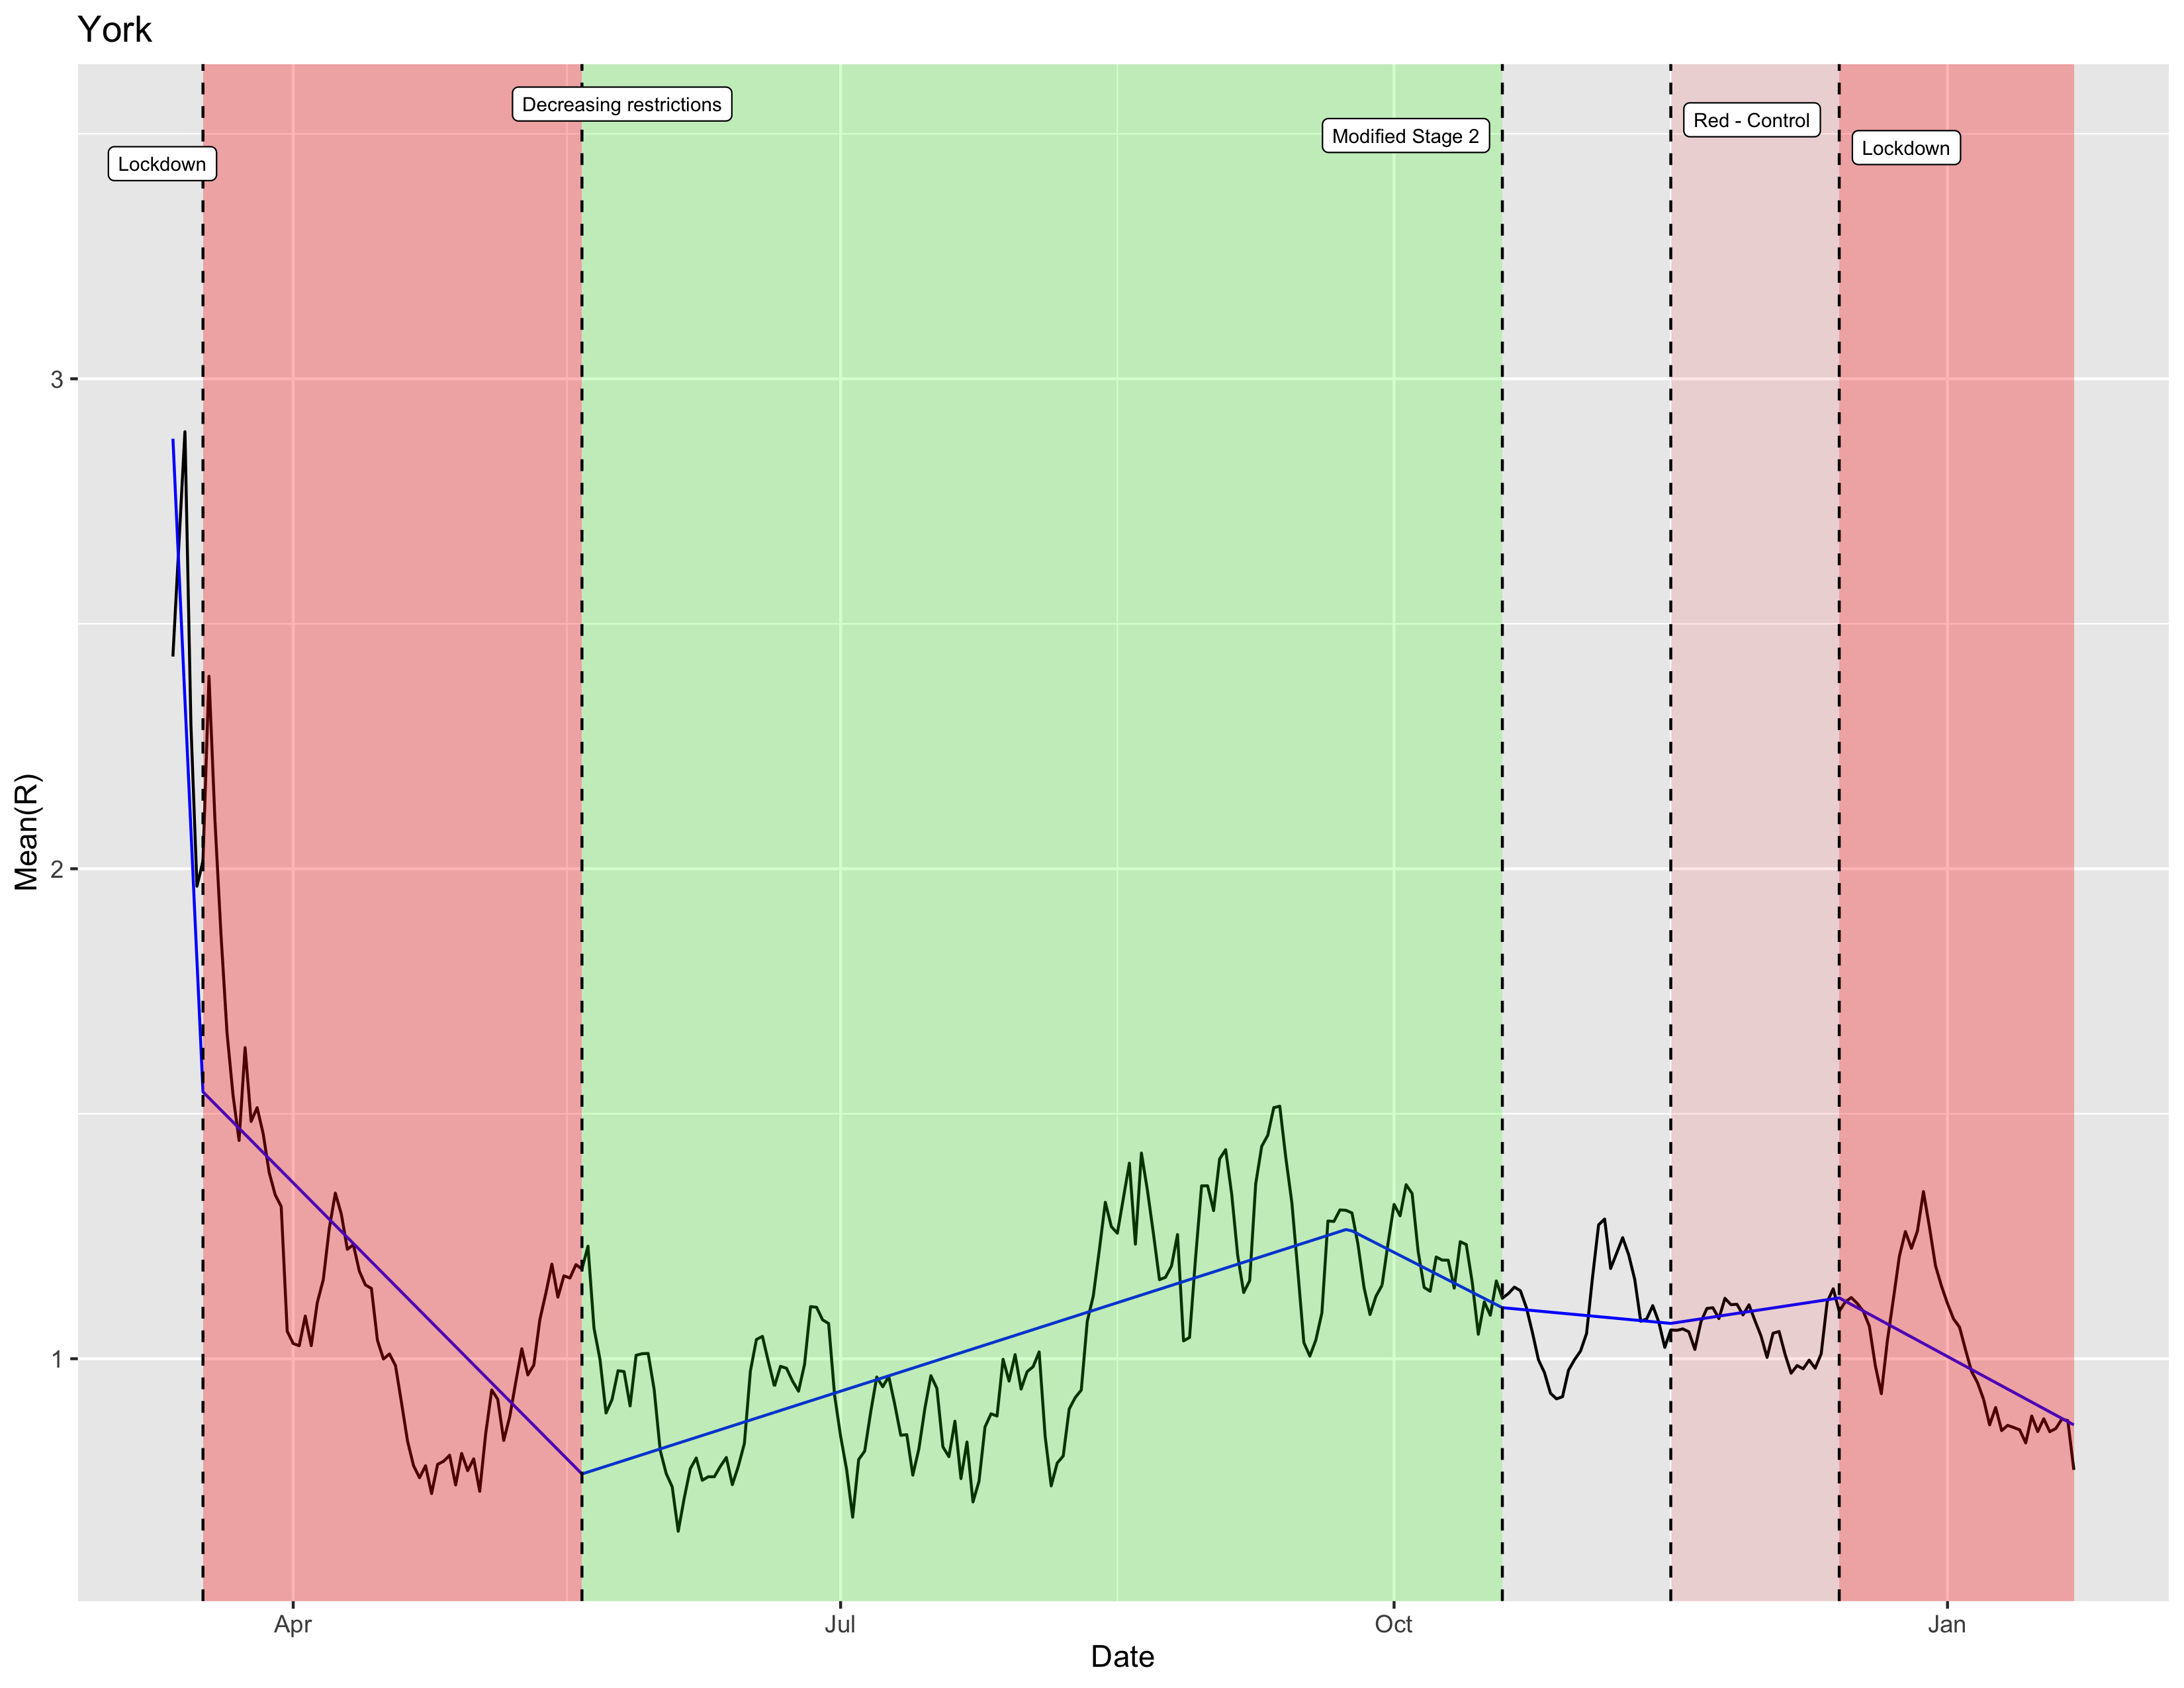 York
Decreasing restrictions
Red - Control
Modified Stage 2
Lockdown
Lockdown
3
2
1
Mean(R)
Apr
Jul
Oct
Jan
Date